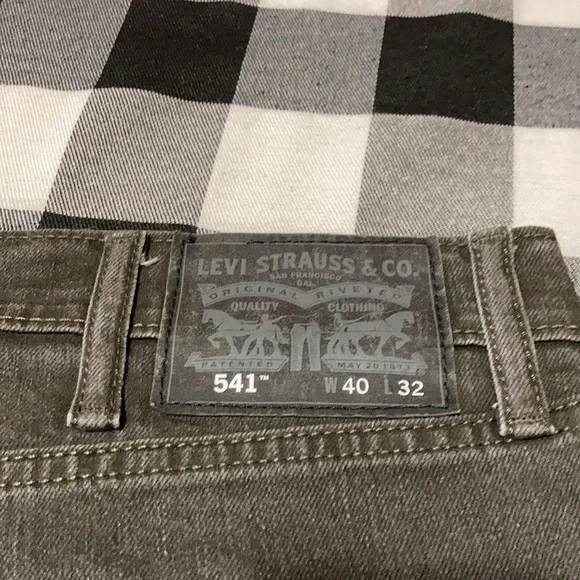 LEVI STRAUSS & CO.
SAN FRANCISCO
CAL
ORIGINAL RIVETED
QUALITY CLOTHING
PATENTED MAY 20 1873
541™ W 40 L 32